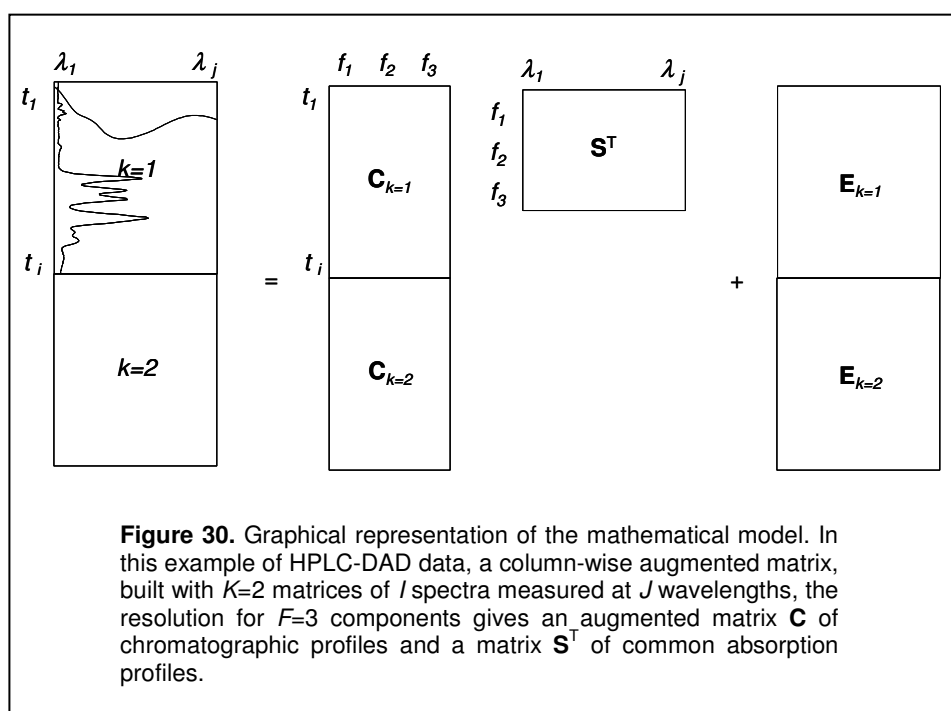 λ1 λj f1 f2 f3 λ1 λj
t1 t1
f1
k=1 Ck=1 f2 Sᵀ Ek=1
f3
ti = ti +
k=2 Ck=2 Ek=2
Figure 30. Graphical representation of the mathematical model. In
this example of HPLC-DAD data, a column-wise augmented matrix,
built with K=2 matrices of I spectra measured at J wavelengths, the
resolution for F=3 components gives an augmented matrix C of
chromatographic profiles and a matrix Sᵀ of common absorption
profiles.